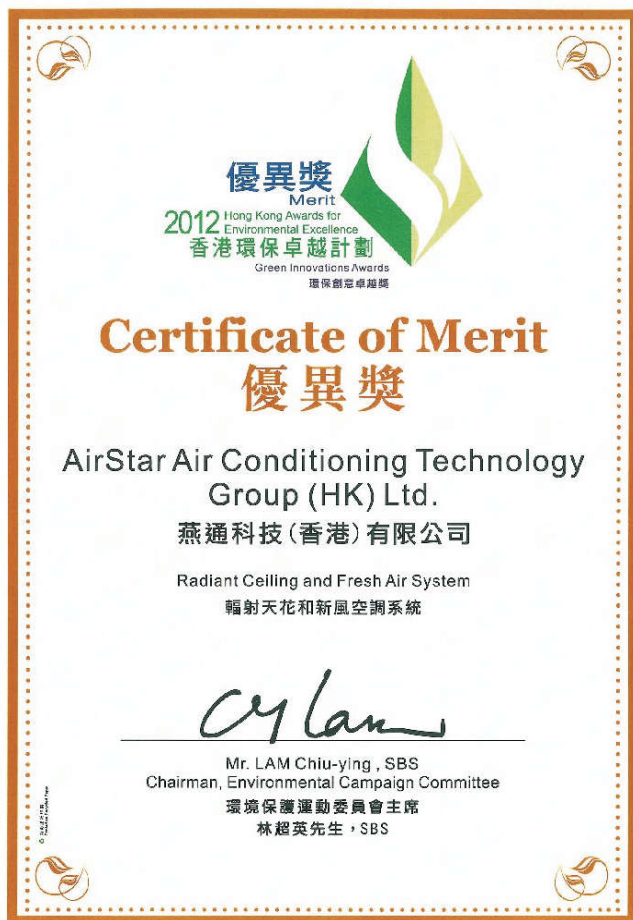 優異獎
Merit
2012 Hong Kong Awards for
Environmental Excellence
香港環保卓越計劃
Green Innovations Awards
環保創意卓越獎
Certificate of Merit
優異獎
AirStar Air Conditioning Technology
Group (HK) Ltd.
燕通科技(香港)有限公司
Radiant Ceiling and Fresh Air System
輻射天花和新風空調系統
CY Lam
Mr. LAM Chiu-ying , SBS
Chairman, Environmental Campaign Committee
環境保護運動委員會主席
林超英先生,SBS